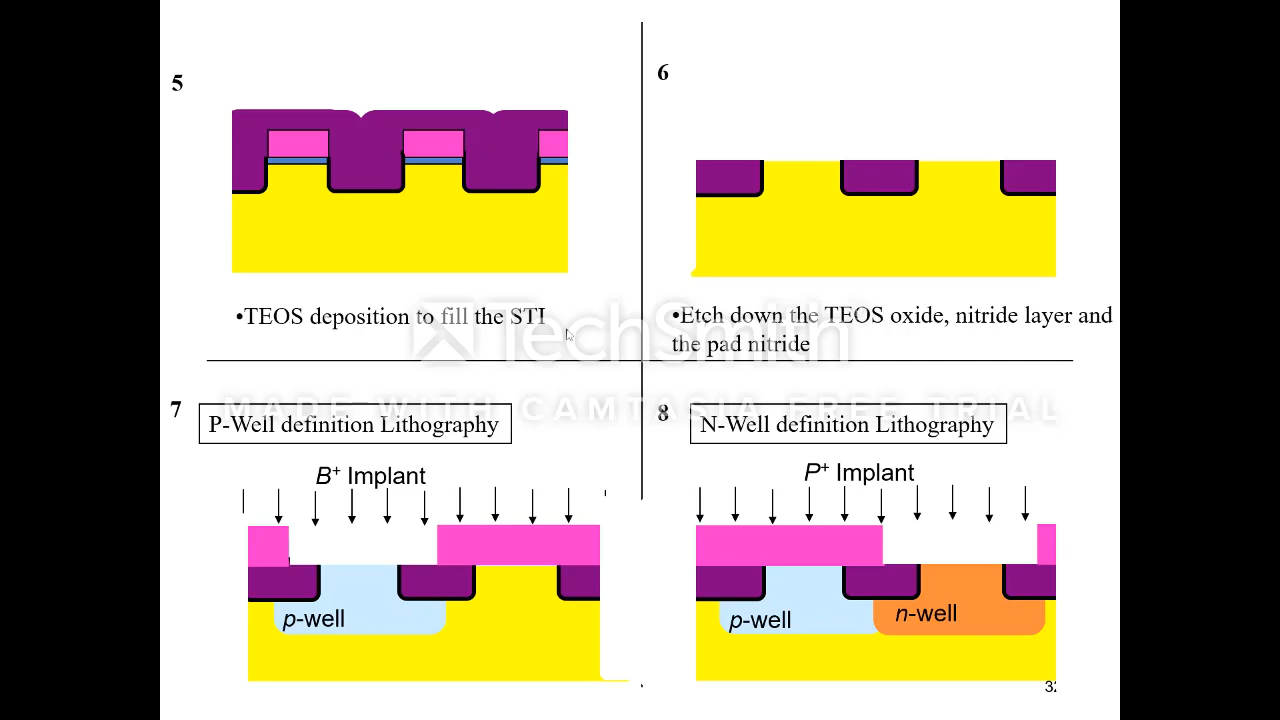 5
•TEOS deposition to fill the STI
6
•Etch down the TEOS oxide, nitride layer and
the pad nitride
TechSmith
MADE WITH CAMTASIA FREE TRIAL
7
P-Well definition Lithography
B+ Implant
p-well
8
N-Well definition Lithography
P+ Implant
p-well
n-well